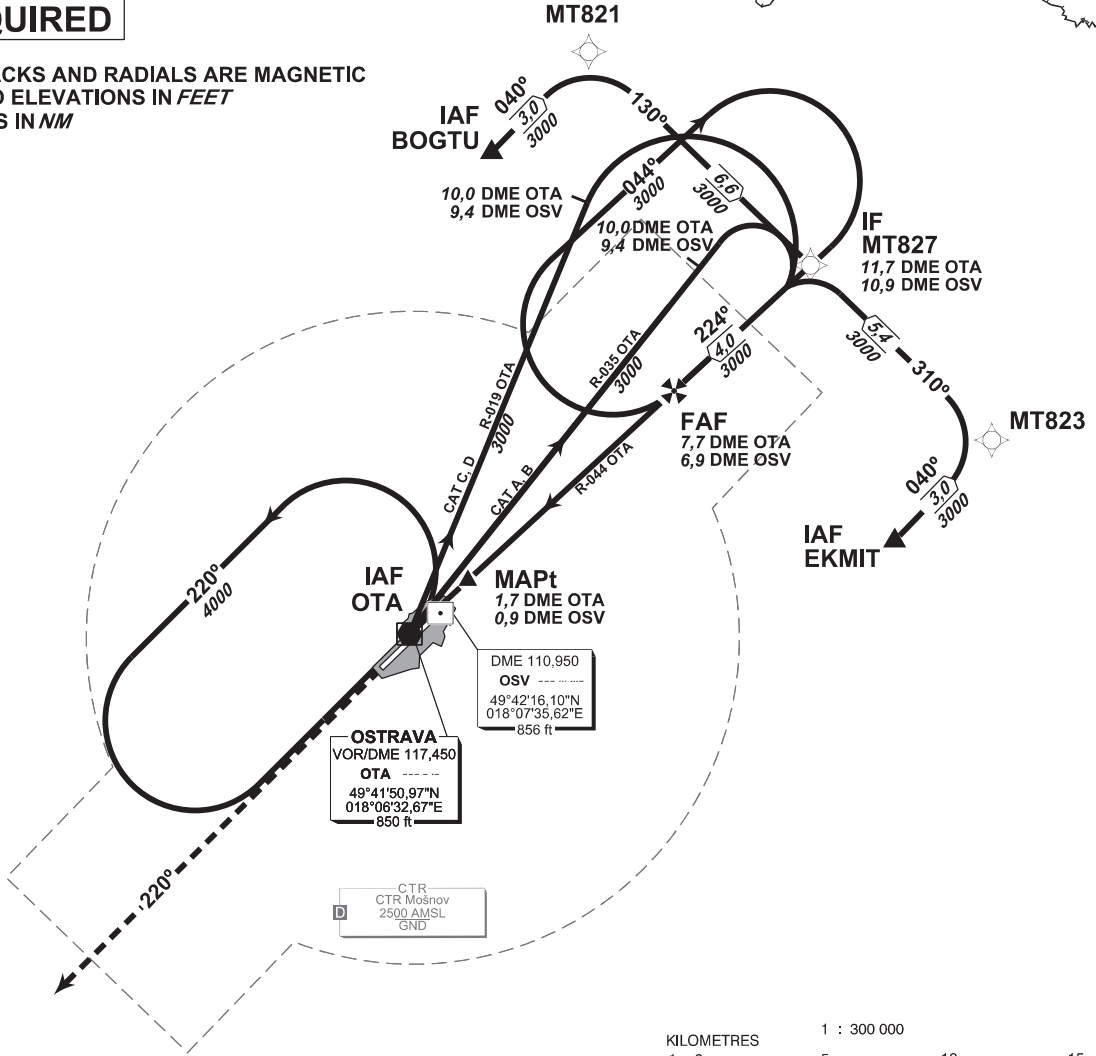 QUIRED
MT821
ACKS AND RADIALS ARE MAGNETIC
D ELEVATIONS IN FEET
S IN NM
040°
3,0
3000
IAF
BOGTU
130°
6,6
3000
044°
3000
10,0 DME OTA
9,4 DME OSV
10,0 DME OTA
9,4 DME OSV
IF
MT827
11,7 DME OTA
10,9 DME OSV
224°
4,0
3000
5,4
3000
310°
R-019 OTA
3000
R-035 OTA
3000
FAF
7,7 DME OTA
6,9 DME OSV
MT823
R-044 OTA
CAT C, D
CAT A, B
040°
3,0
3000
IAF
EKMIT
220°
4000
IAF
OTA
MAPt
1,7 DME OTA
0,9 DME OSV
DME 110,950
OSV
49°42'16,10"N
018°07'35,62"E
856 ft
OSTRAVA
VOR/DME 117,450
OTA
49°41'50,97"N
018°06'32,67"E
850 ft
220°
CTR
CTR Mošnov
D
2500 AMSL
GND
1 : 300 000
KILOMETRES